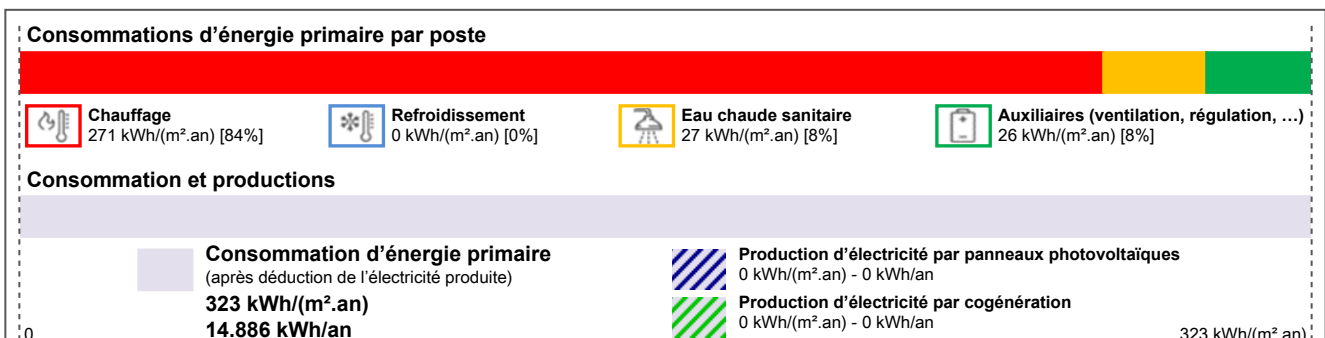 Consommations d’énergie primaire par poste
Chauffage
271 kWh/(m².an) [84%]
Refroidissement
0 kWh/(m².an) [0%]
Eau chaude sanitaire
27 kWh/(m².an) [8%]
Auxiliaires (ventilation, régulation, …)
26 kWh/(m².an) [8%]
Consommation et productions
Consommation d’énergie primaire
(après déduction de l’électricité produite)
323 kWh/(m².an)
14.886 kWh/an
Production d’électricité par panneaux photovoltaïques
0 kWh/(m².an) - 0 kWh/an
Production d’électricité par cogénération
0 kWh/(m².an) - 0 kWh/an
0
323 kWh/(m².an)